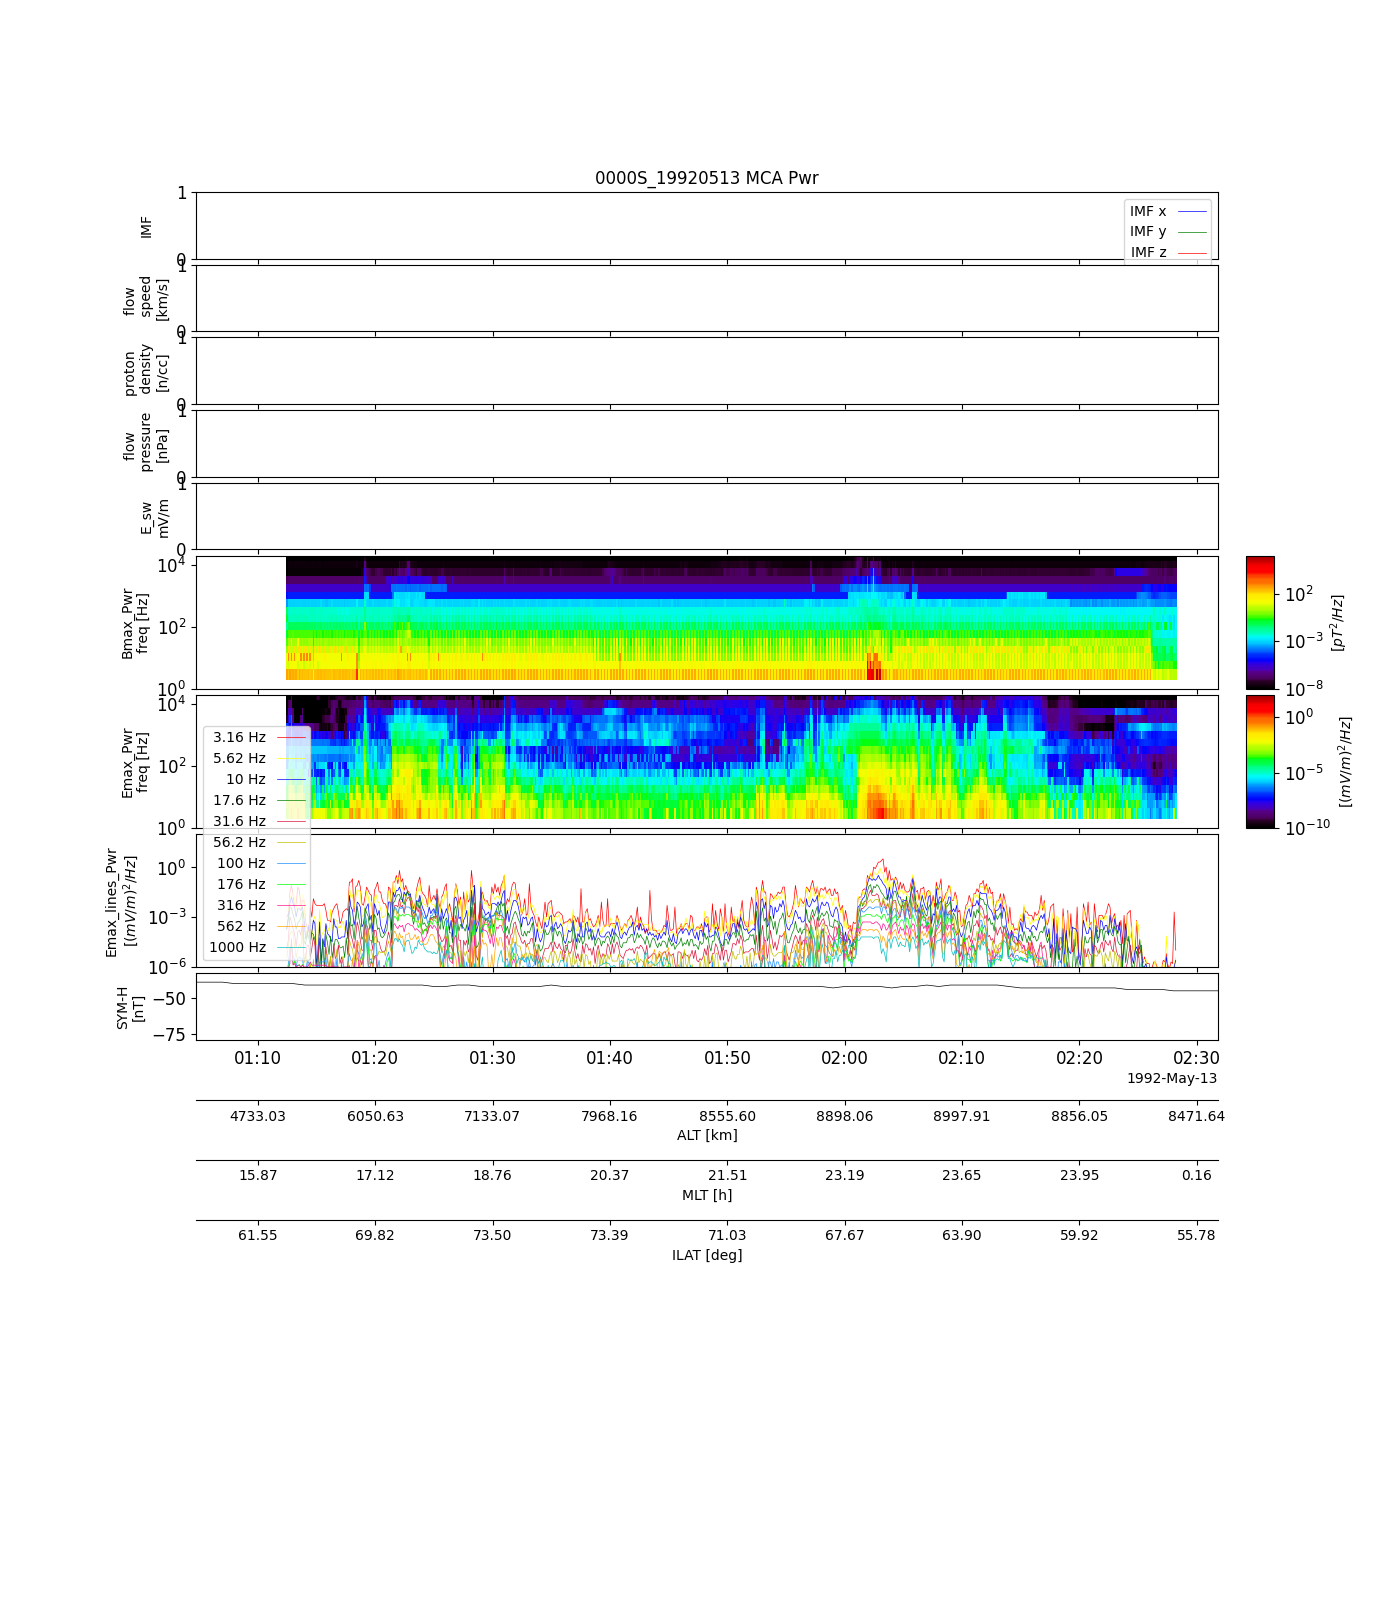 0000S_19920513 MCA Pwr
1
IMF
0
IMF x
IMF y
IMF z
1
flow
speed
[km/s]
0
1
proton
density
[n/cc]
0
1
flow
pressure
[nPa]
0
1
E_sw
mV/m
0
10^4
10^2
10^0
Bmax_Pwr
freq [Hz]
10^2
10^-3
10^-8
[pT^2/Hz]
10^4
10^2
10^0
Emax_Pwr
freq [Hz]
10^0
10^-5
10^-10
[(mV/m)^2/Hz]
3.16 Hz
5.62 Hz
10 Hz
17.6 Hz
31.6 Hz
56.2 Hz
100 Hz
176 Hz
316 Hz
562 Hz
1000 Hz
10^0
10^-3
10^-6
Emax_lines_Pwr
[(mV/m)^2/Hz]
SYM-H
[nT]
−50
−75
01:10 01:20 01:30 01:40 01:50 02:00 02:10 02:20 02:30
1992-May-13
4733.03 6050.63 7133.07 7968.16 8555.60 8898.06 8997.91 8856.05 8471.64
ALT [km]
15.87 17.12 18.76 20.37 21.51 23.19 23.65 23.95 0.16
MLT [h]
61.55 69.82 73.50 73.39 71.03 67.67 63.90 59.92 55.78
ILAT [deg]